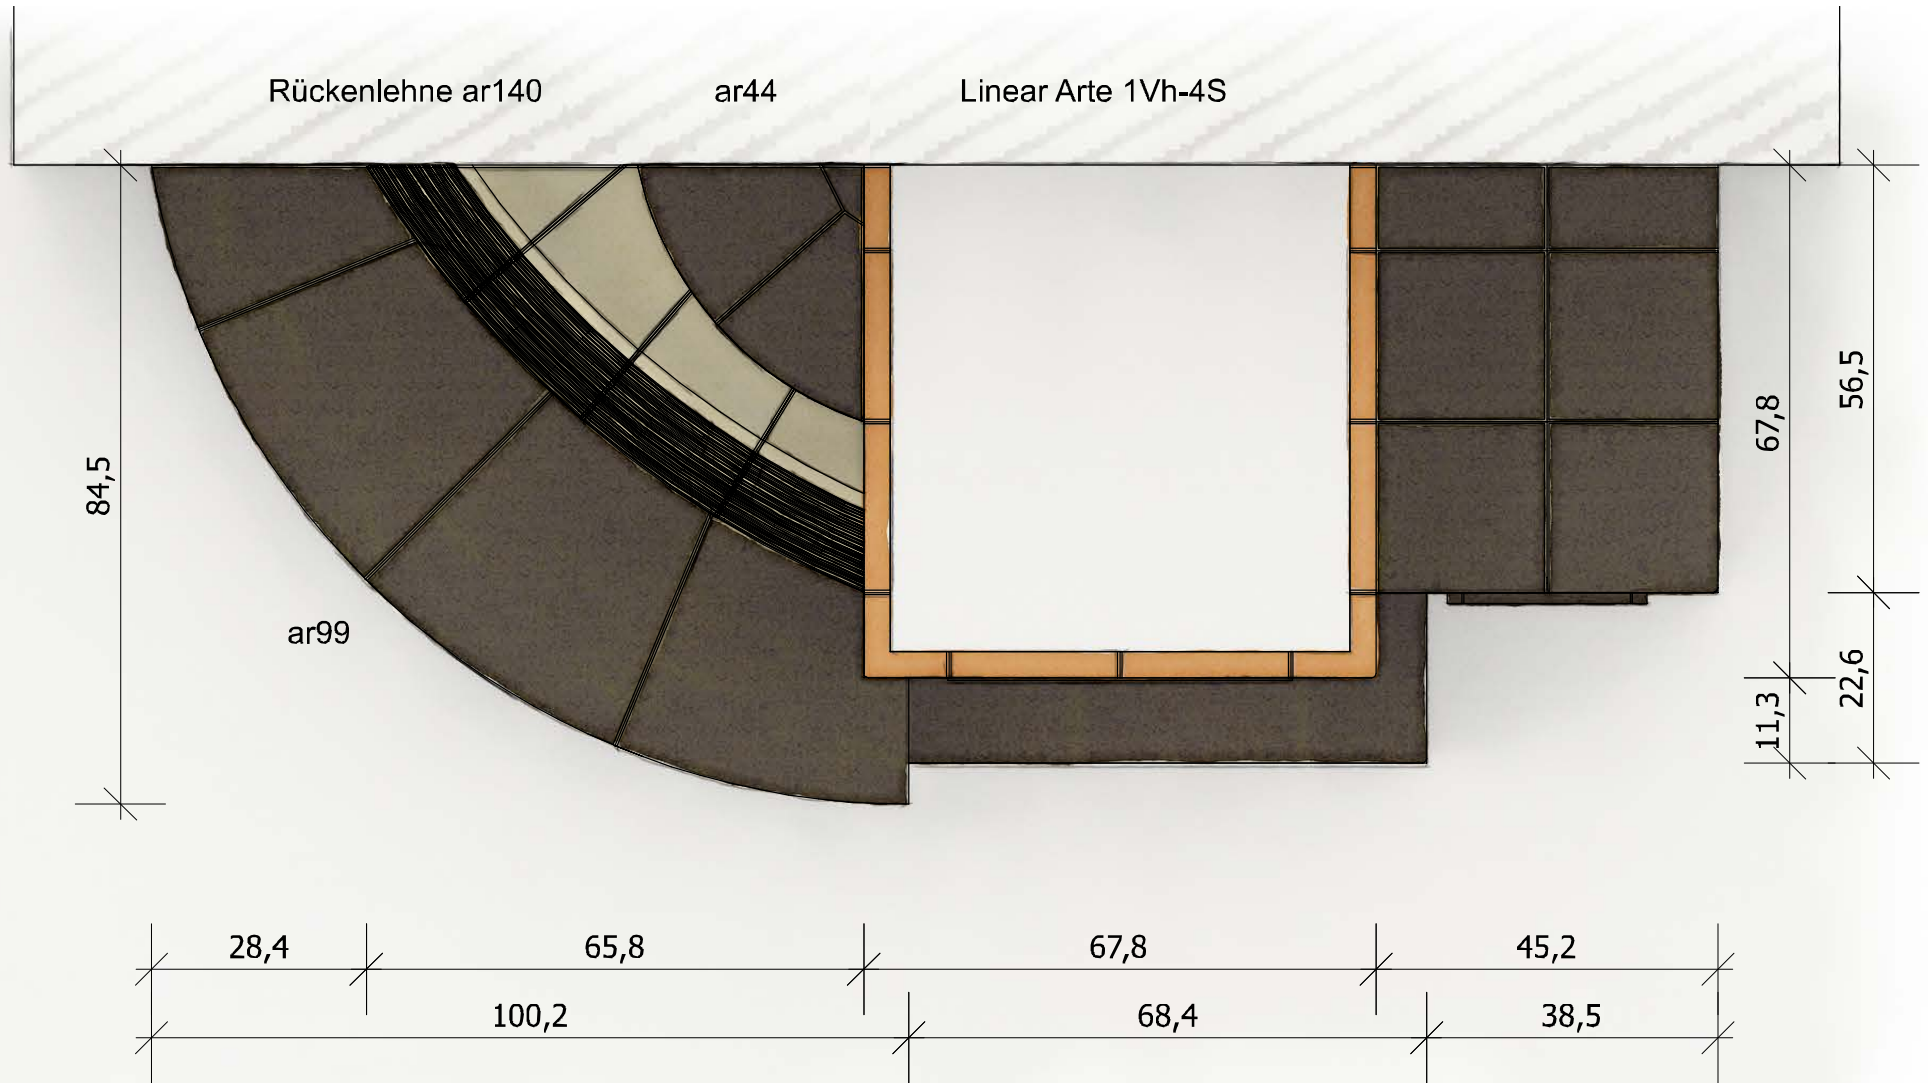 Rückenlehne ar140 ar44 Linear Arte 1Vh-4S
84,5
ar99
67,8
56,5
11,3
22,6
28,4 65,8 67,8 45,2
100,2 68,4 38,5